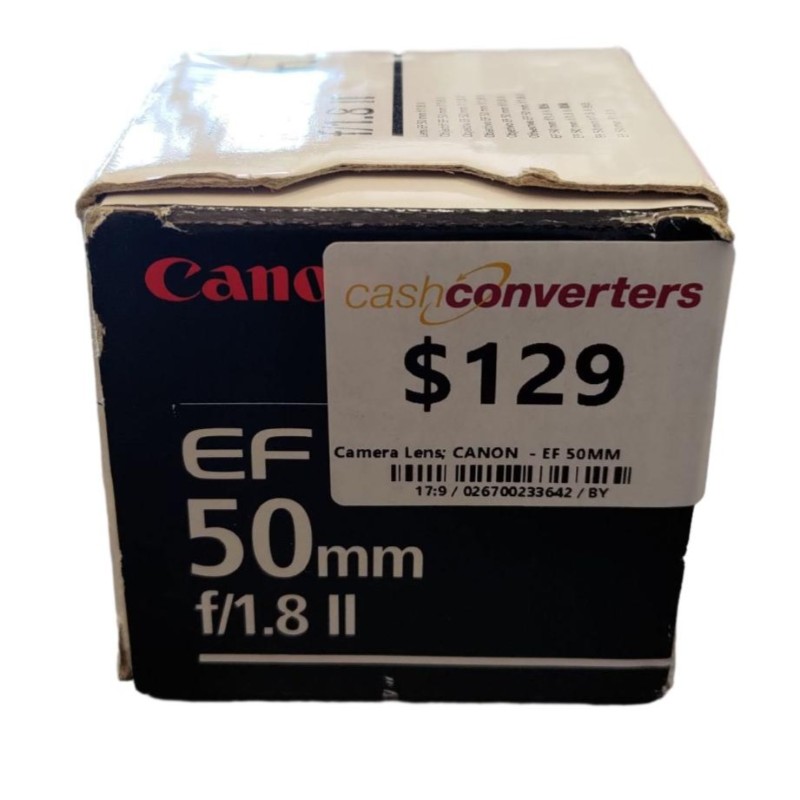 f/1.8 II
Cano
cashconverters
$129
Camera Lens; CANON - EF 50MM
17:9 / 026700233642 / BY
EF
50mm
f/1.8 II